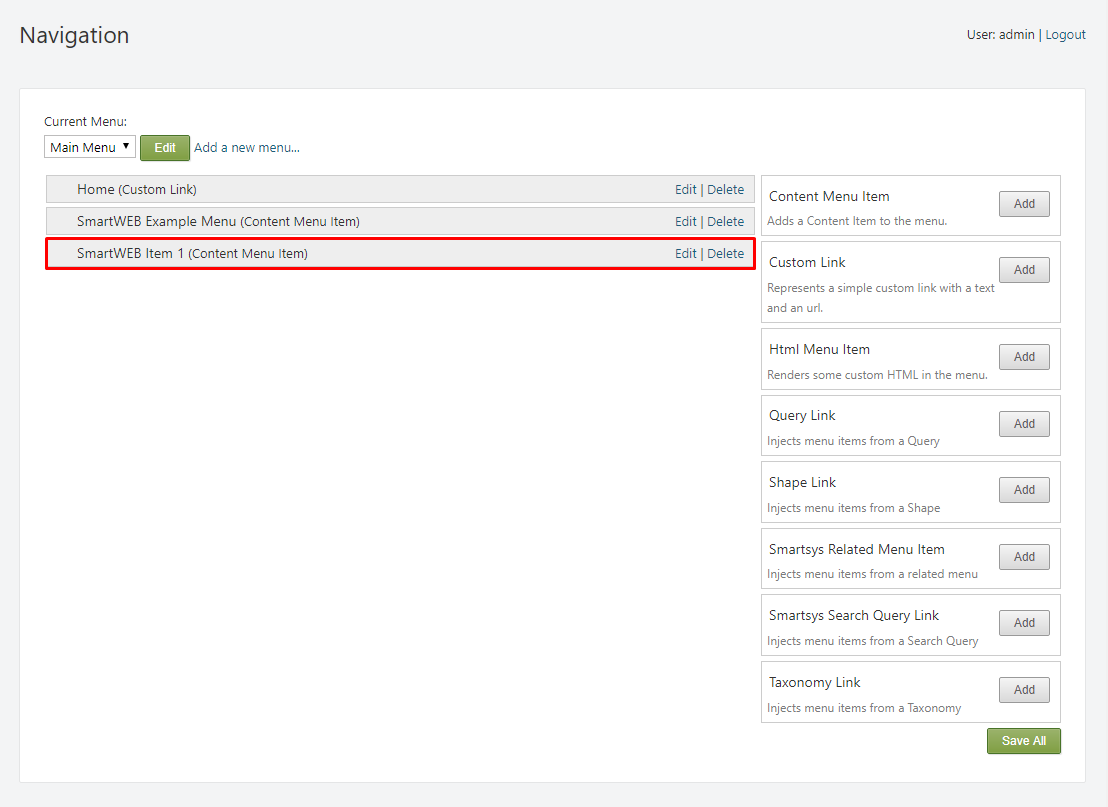 Navigation
User: admin | Logout
Current Menu:
Main Menu
Edit
Add a new menu...
Home (Custom Link)
Edit | Delete
SmartWEB Example Menu (Content Menu Item)
Edit | Delete
SmartWEB Item 1 (Content Menu Item)
Edit | Delete
Content Menu Item
Add
Adds a Content Item to the menu.
Custom Link
Add
Represents a simple custom link with a text
and an url.
Html Menu Item
Add
Renders some custom HTML in the menu.
Query Link
Add
Injects menu items from a Query
Shape Link
Add
Injects menu items from a Shape
Smartsys Related Menu Item
Add
Injects menu items from a related menu
Smartsys Search Query Link
Add
Injects menu items from a Search Query
Taxonomy Link
Add
Injects menu items from a Taxonomy
Save All